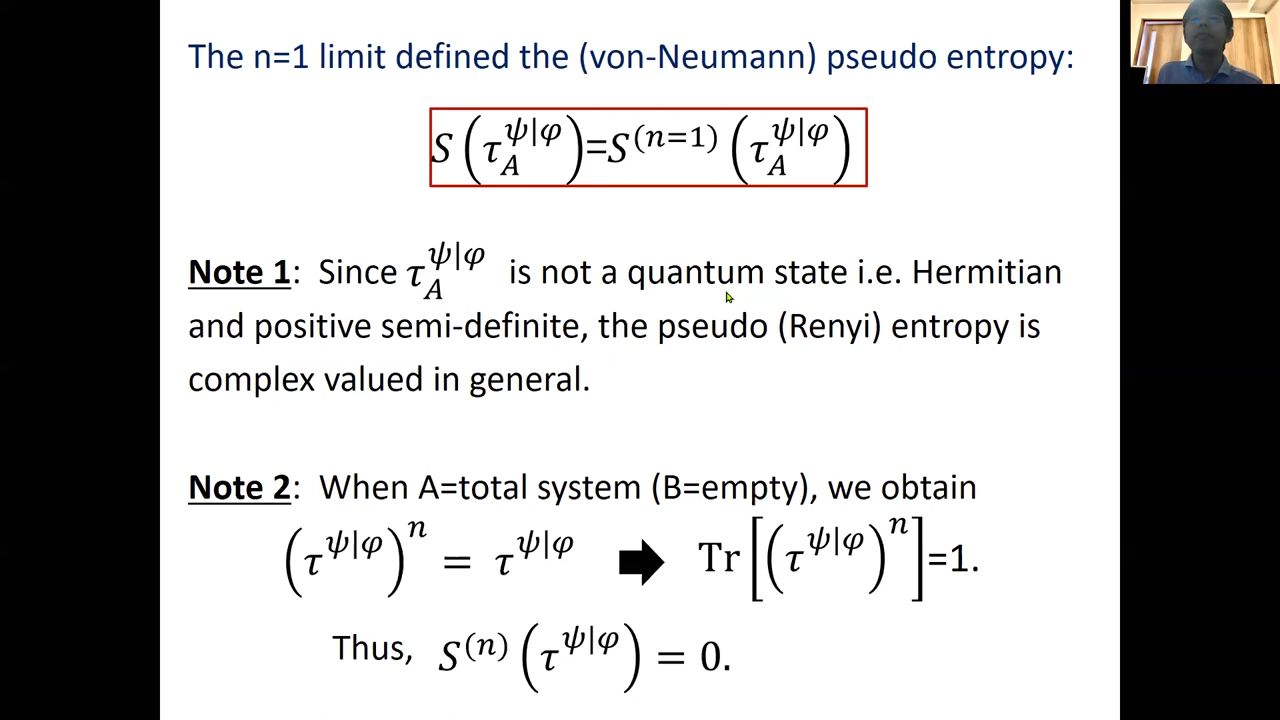 The n=1 limit defined the (von-Neumann) pseudo entropy:
S(τ_A^{ψ|φ})=S^{(n=1)}(τ_A^{ψ|φ})
Note 1: Since τ_A^{ψ|φ} is not a quantum state i.e. Hermitian
and positive semi-definite, the pseudo (Renyi) entropy is
complex valued in general.
Note 2: When A=total system (B=empty), we obtain
(τ^{ψ|φ})^n = τ^{ψ|φ} ➡ Tr[(τ^{ψ|φ})^n]=1.
Thus, S^{(n)}(τ^{ψ|φ}) = 0.